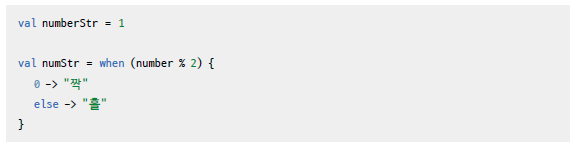 val numberStr = 1
val numStr = when (number % 2) {
0 -> "짝"
else -> "홀"
}